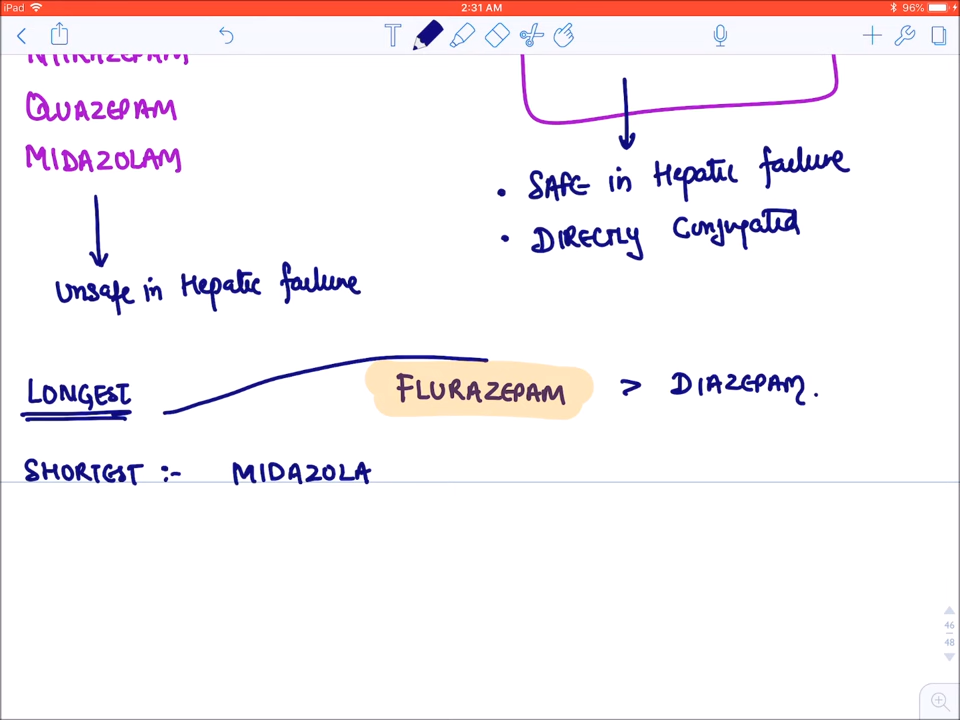 iPad
2:31 AM
96%
T
NITRAZEPAM
QUAZEPAM
MIDAZOLAM
Unsafe in Hepatic failure
• SAFE in Hepatic failure
• DIRECTLY Conjugated
LONGEST FLURAZEPAM > DIAZEPAM.
SHORTEST :- MIDAZOLA
46
48